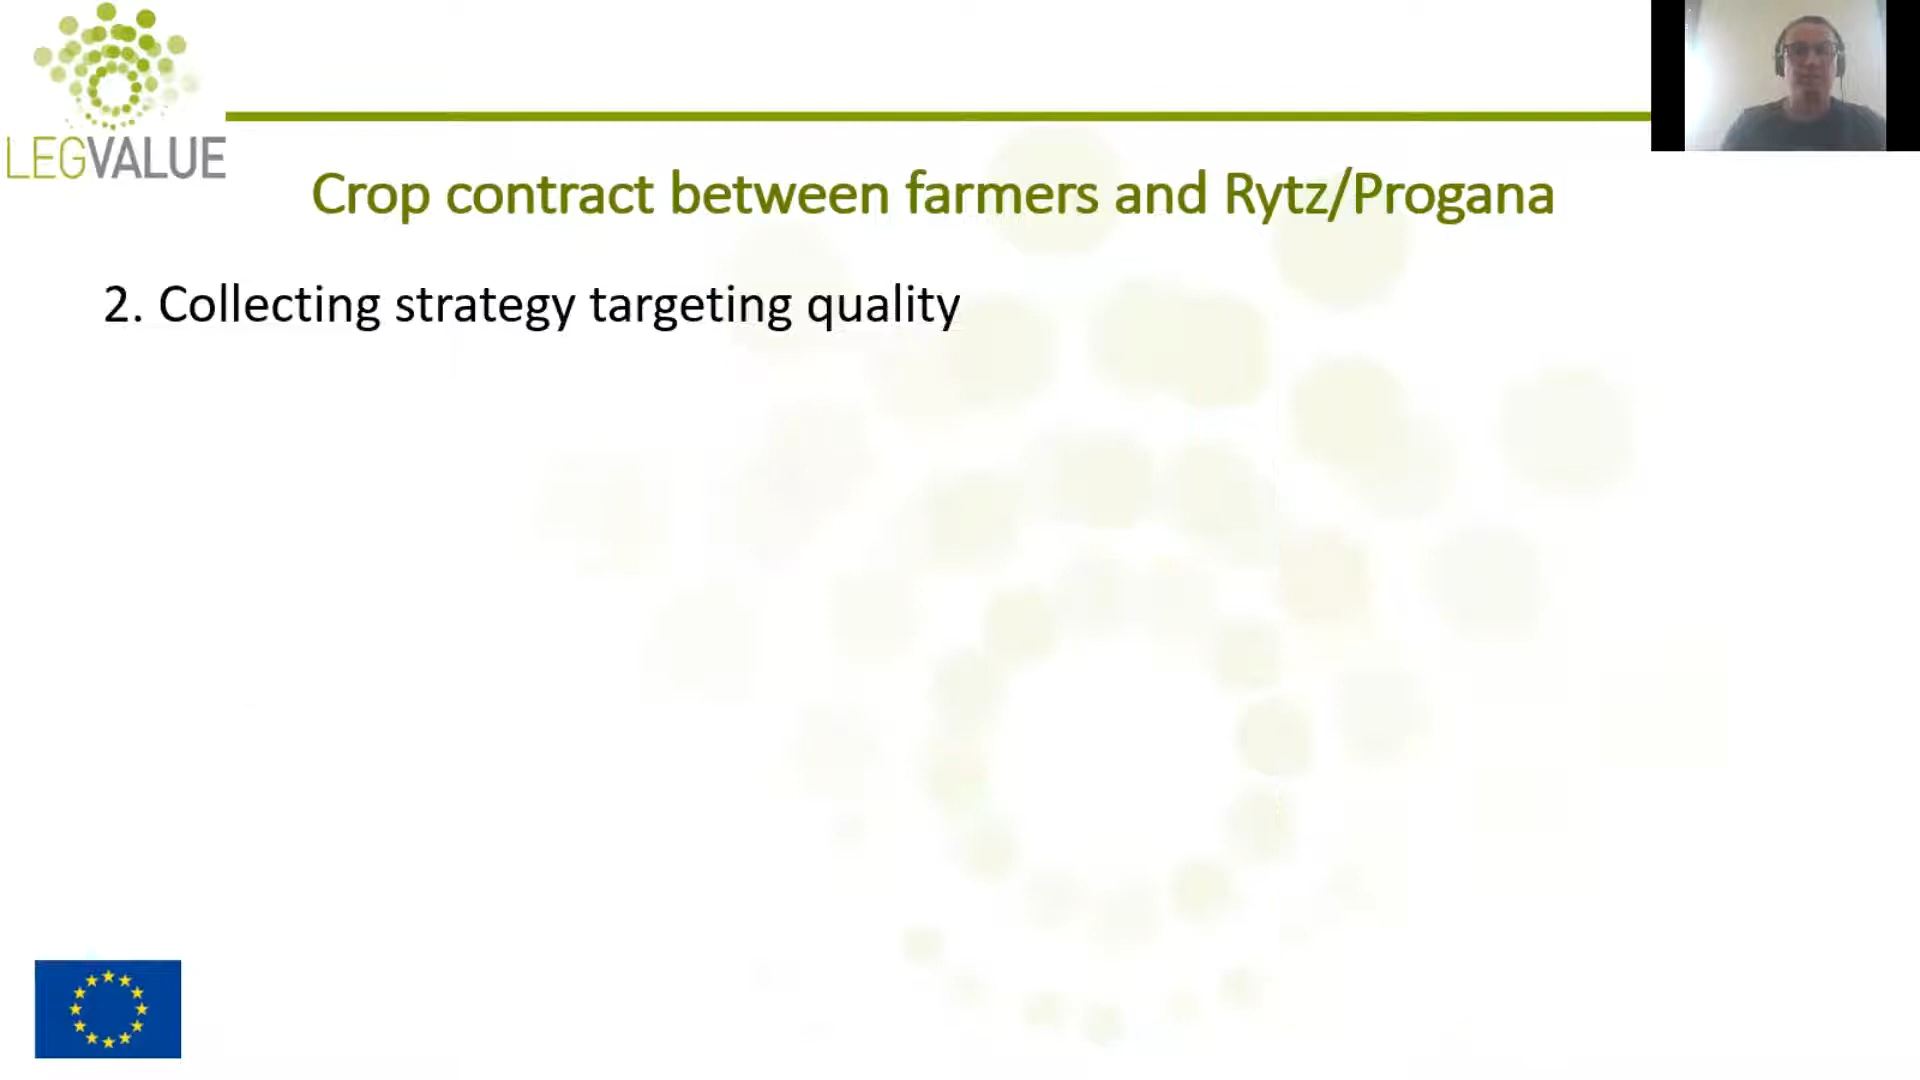 LEGVALUE
Crop contract between farmers and Rytz/Progana
2. Collecting strategy targeting quality